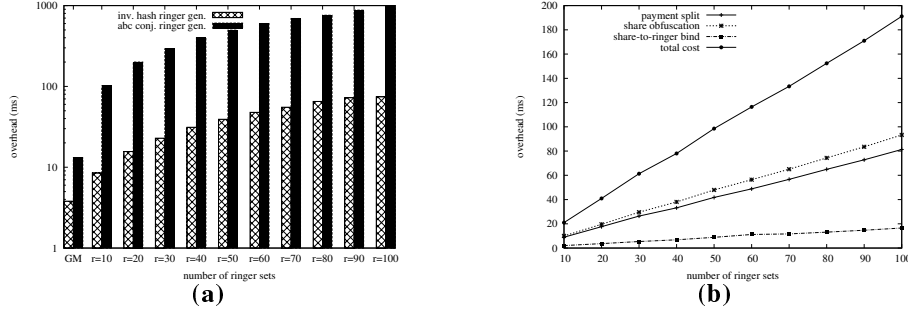 inv. hash ringer gen.
abc conj. ringer gen.
1000
100
10
1
overhead (ms)
GM r=10 r=20 r=30 r=40 r=50 r=60 r=70 r=80 r=90 r=100
number of ringer sets
(a)
payment split
share obfuscation
share-to-ringer bind
total cost
200
180
160
140
120
100
80
60
40
20
0
overhead (ms)
10 20 30 40 50 60 70 80 90 100
number of ringer sets
(b)